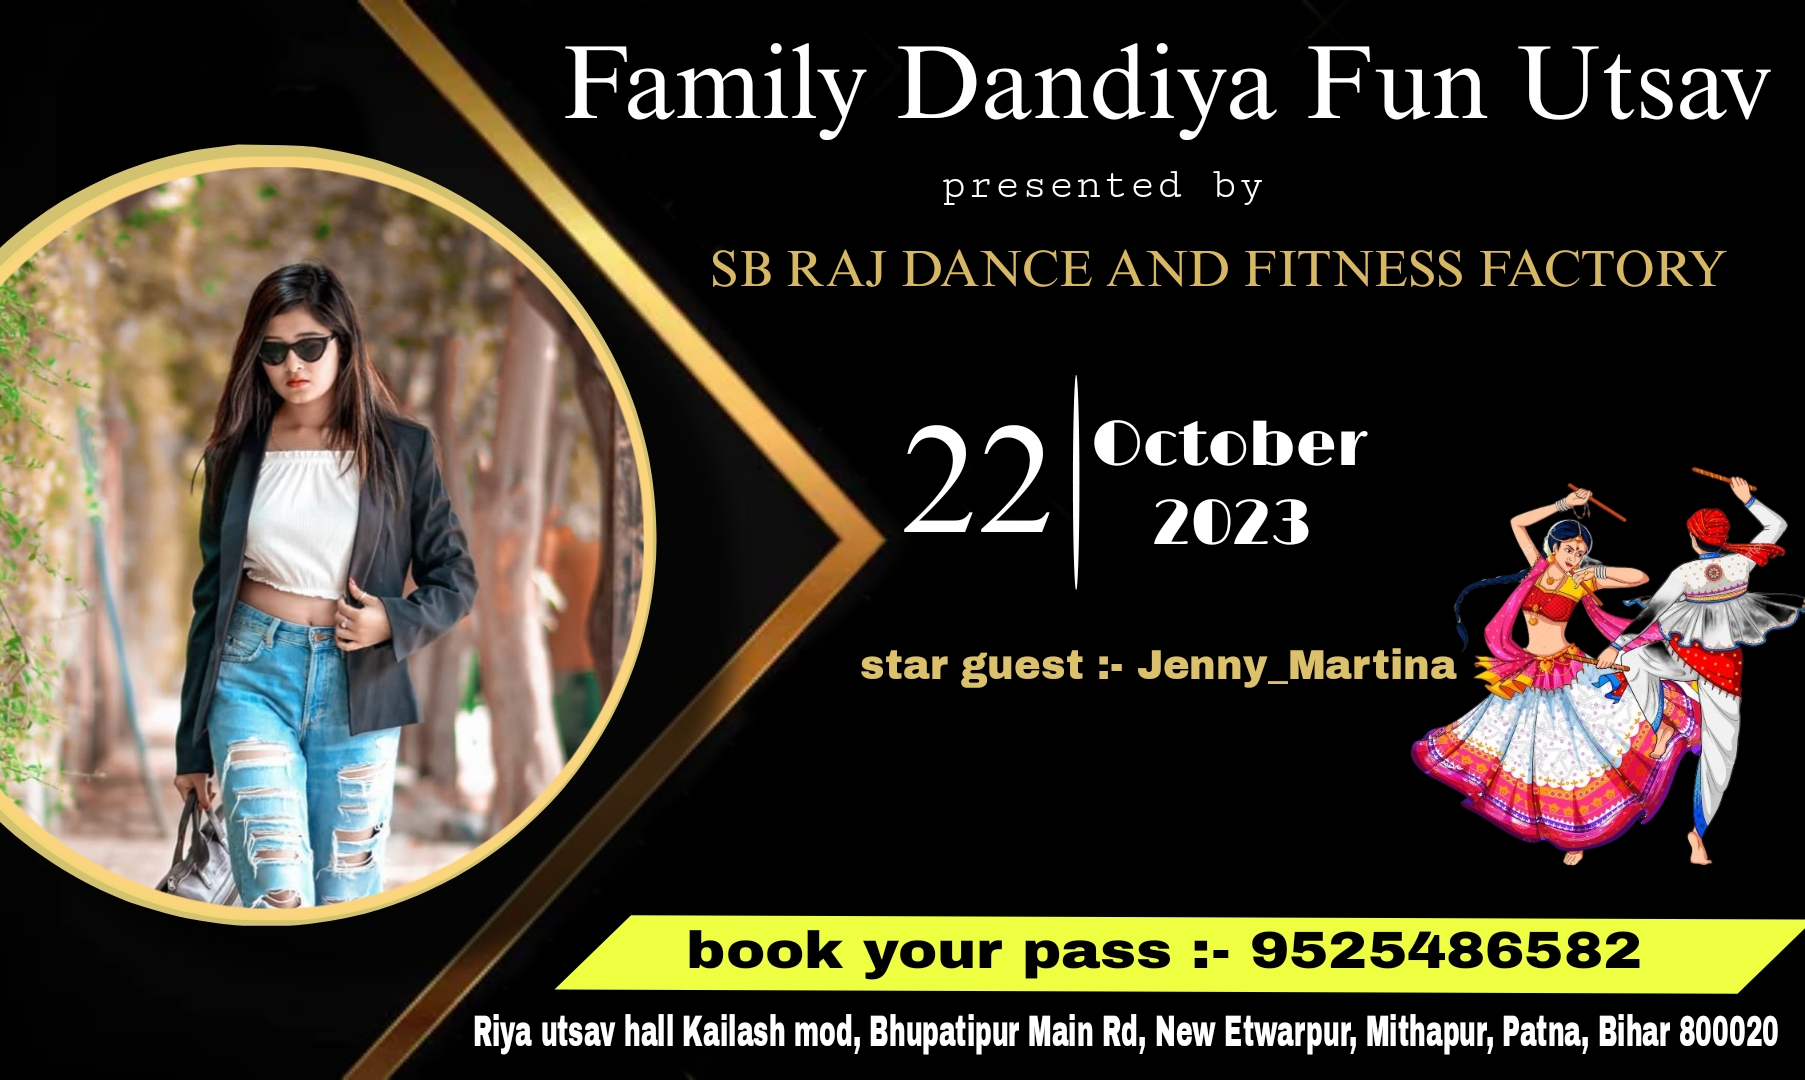 Family Dandiya Fun Utsav
presented by
SB RAJ DANCE AND FITNESS FACTORY
22
October
2023
star guest :- Jenny_Martina
book your pass :- 9525486582
Riya utsav hall Kailash mod, Bhupatipur Main Rd, New Etwarpur, Mithapur, Patna, Bihar 800020